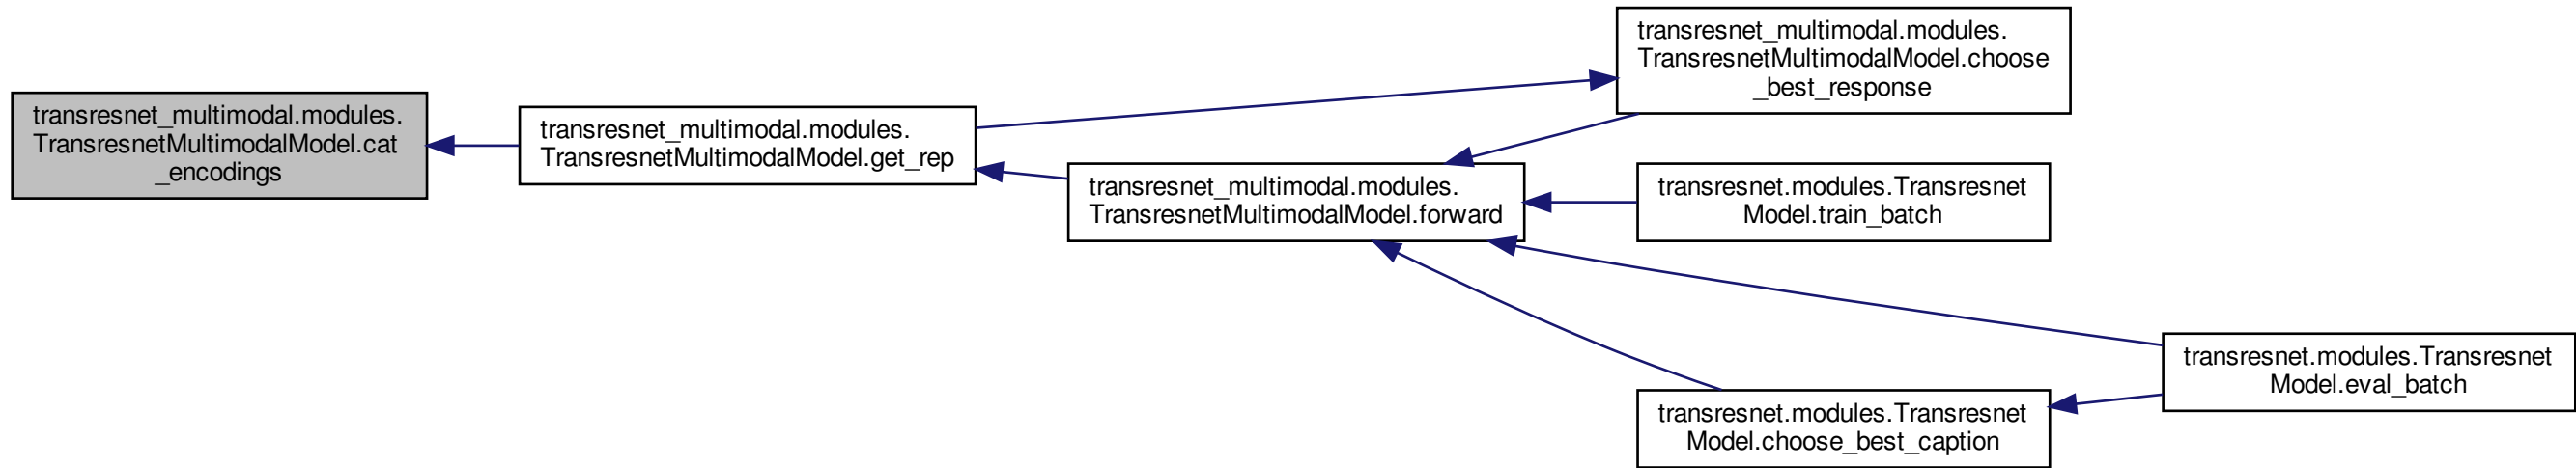 transresnet_multimodal.modules.
TransresnetMultimodalModel.cat
_encodings
transresnet_multimodal.modules.
TransresnetMultimodalModel.get_rep
transresnet_multimodal.modules.
TransresnetMultimodalModel.forward
transresnet_multimodal.modules.
TransresnetMultimodalModel.choose
_best_response
transresnet.modules.Transresnet
Model.train_batch
transresnet.modules.Transresnet
Model.choose_best_caption
transresnet.modules.Transresnet
Model.eval_batch